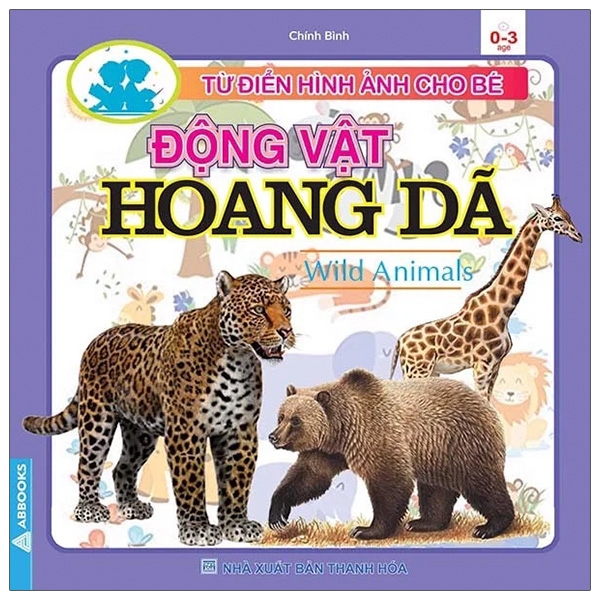 Chính Bình
0-3
age
TỪ ĐIỂN HÌNH ẢNH CHO BÉ
ĐỘNG VẬT
HOANG DÃ
Wild Animals
ABBOOKS
NHÀ XUẤT BẢN THANH HÓA